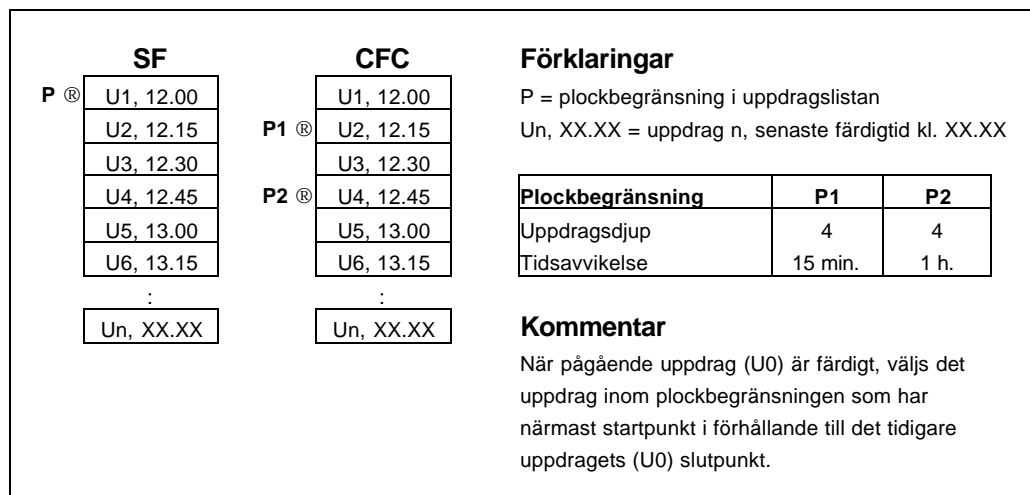 SF
P ® U1, 12.00
U2, 12.15
U3, 12.30
U4, 12.45
U5, 13.00
U6, 13.15
:
Un, XX.XX
CFC
U1, 12.00
P1 ® U2, 12.15
U3, 12.30
P2 ® U4, 12.45
U5, 13.00
U6, 13.15
:
Un, XX.XX
Förklaringar
P = plockbegränsning i uppdragslistan
Un, XX.XX = uppdrag n, senaste färdigtid kl. XX.XX
Plockbegränsning P1 P2
Uppdragsdjup 4 4
Tidsavvikelse 15 min. 1 h.
Kommentar
När pågående uppdrag (U0) är färdigt, väljs det
uppdrag inom plockbegränsningen som har
närmast startpunkt i förhållande till det tidigare
uppdragets (U0) slutpunkt.